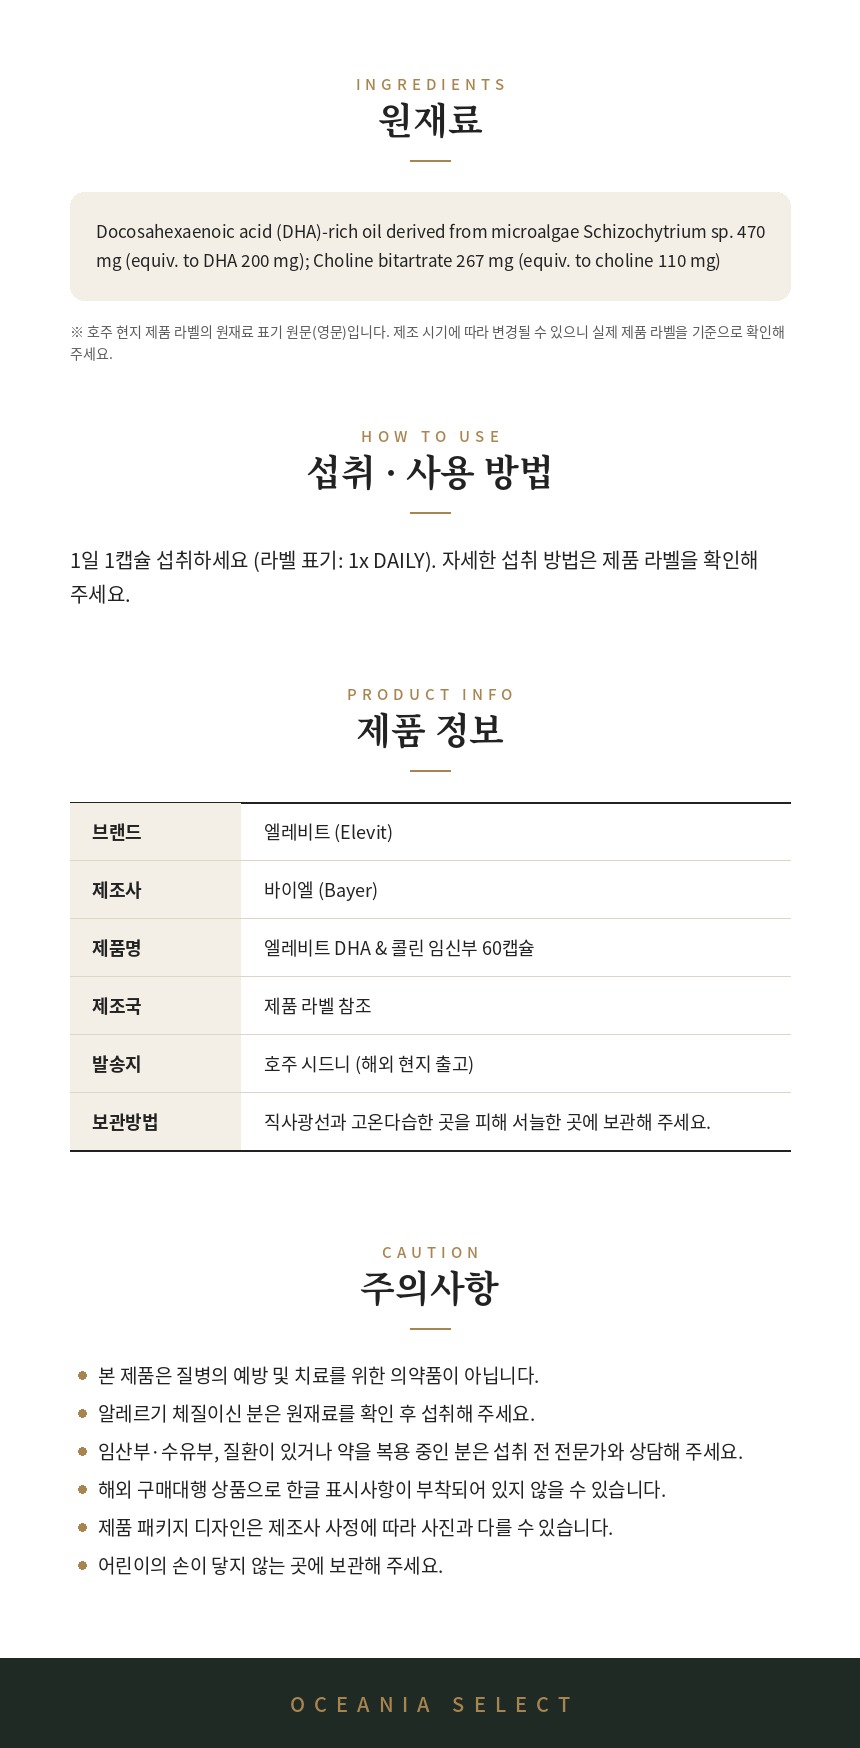 INGREDIENTS
원재료
Docosahexaenoic acid (DHA)-rich oil derived from microalgae Schizochytrium sp. 470
mg (equiv. to DHA 200 mg); Choline bitartrate 267 mg (equiv. to choline 110 mg)
※ 호주 현지 제품 라벨의 원재료 표기 원문(영문)입니다. 제조 시기에 따라 변경될 수 있으니 실제 제품 라벨을 기준으로 확인해
주세요.
HOW TO USE
섭취 · 사용 방법
1일 1캡슐 섭취하세요 (라벨 표기: 1x DAILY). 자세한 섭취 방법은 제품 라벨을 확인해
주세요.
PRODUCT INFO
제품 정보
브랜드 엘레비트 (Elevit)
제조사 바이엘 (Bayer)
제품명 엘레비트 DHA & 콜린 임신부 60캡슐
제조국 제품 라벨 참조
발송지 호주 시드니 (해외 현지 출고)
보관방법 직사광선과 고온다습한 곳을 피해 서늘한 곳에 보관해 주세요.
CAUTION
주의사항
본 제품은 질병의 예방 및 치료를 위한 의약품이 아닙니다.
알레르기 체질이신 분은 원재료를 확인 후 섭취해 주세요.
임산부·수유부, 질환이 있거나 약을 복용 중인 분은 섭취 전 전문가와 상담해 주세요.
해외 구매대행 상품으로 한글 표시사항이 부착되어 있지 않을 수 있습니다.
제품 패키지 디자인은 제조사 사정에 따라 사진과 다를 수 있습니다.
어린이의 손이 닿지 않는 곳에 보관해 주세요.
OCEANIA SELECT